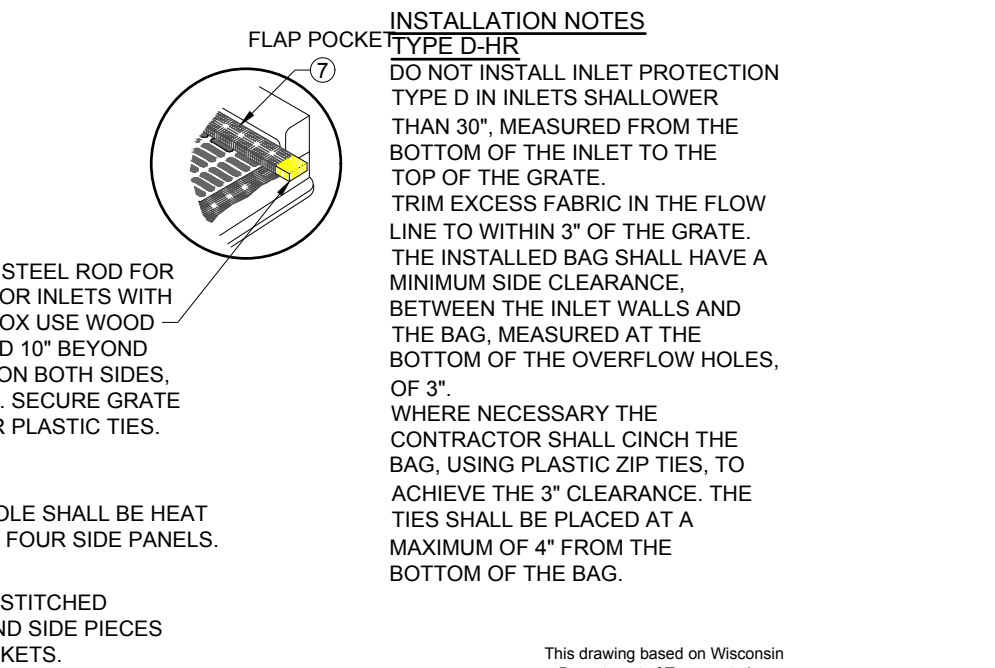 INSTALLATION NOTES
FLAP POCKET
TYPE D-HR
7
DO NOT INSTALL INLET PROTECTION
TYPE D IN INLETS SHALLOWER
THAN 30", MEASURED FROM THE
BOTTOM OF THE INLET TO THE
TOP OF THE GRATE.
TRIM EXCESS FABRIC IN THE FLOW
LINE TO WITHIN 3" OF THE GRATE.
THE INSTALLED BAG SHALL HAVE A
MINIMUM SIDE CLEARANCE,
BETWEEN THE INLET WALLS AND
THE BAG, MEASURED AT THE
BOTTOM OF THE OVERFLOW HOLES,
OF 3".
WHERE NECESSARY THE
CONTRACTOR SHALL CINCH THE
BAG, USING PLASTIC ZIP TIES, TO
ACHIEVE THE 3" CLEARANCE. THE
TIES SHALL BE PLACED AT A
MAXIMUM OF 4" FROM THE
BOTTOM OF THE BAG.
STEEL ROD FOR
OR INLETS WITH
OX USE WOOD
D 10" BEYOND
ON BOTH SIDES,
. SECURE GRATE
R PLASTIC TIES.
OLE SHALL BE HEAT
FOUR SIDE PANELS.
STITCHED
ND SIDE PIECES
KETS.
This drawing based on Wisconsin